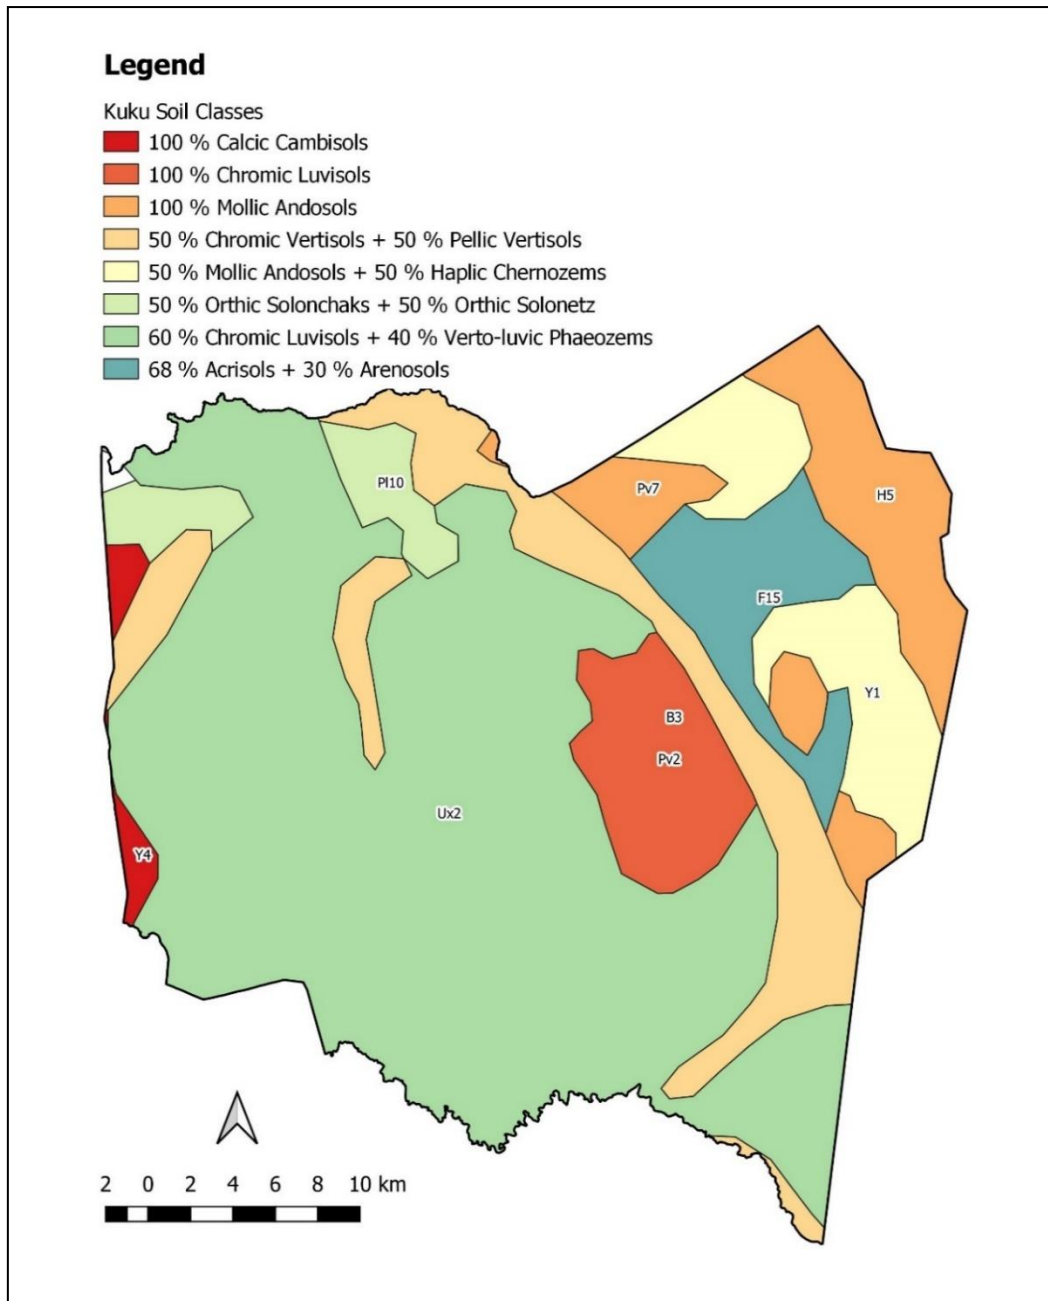 Legend
Kuku Soil Classes
100 % Calcic Cambisols
100 % Chromic Luvisols
100 % Mollic Andosols
50 % Chromic Vertisols + 50 % Pellic Vertisols
50 % Mollic Andosols + 50 % Haplic Chernozems
50 % Orthic Solonchaks + 50 % Orthic Solonetz
60 % Chromic Luvisols + 40 % Verto-luvic Phaeozems
68 % Acrisols + 30 % Arenosols
Pl10
Pv7
H5
F15
Y1
B3
Pv2
Ux2
Y4
2 0 2 4 6 8 10 km